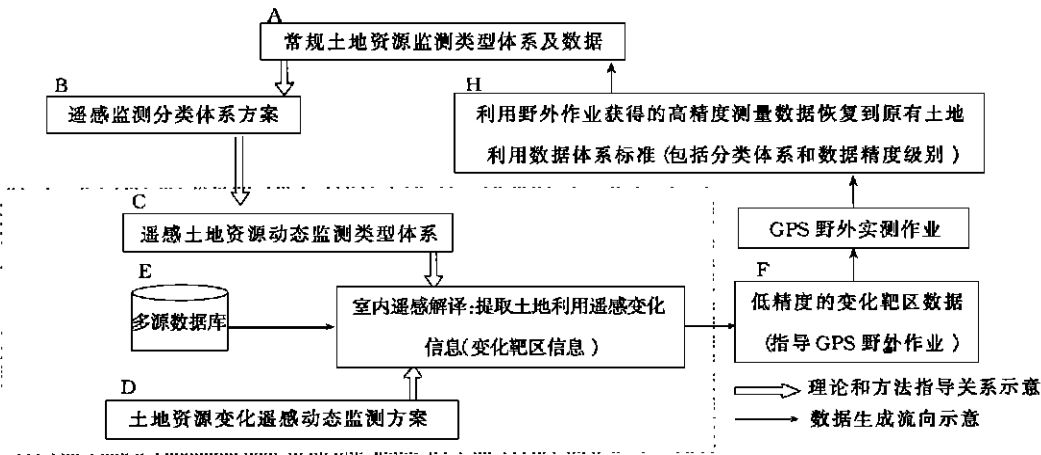 A
常规土地资源监测类型体系及数据
B
遥感监测分类体系方案
H
利用野外作业获得的高精度测量数据恢复到原有土地
利用数据体系标准(包括分类体系和数据精度级别)
C
遥感土地资源动态监测类型体系
GPS野外实测作业
E
多源数据库
室内遥感解译:提取土地利用遥感变化
信息(变化靶区信息)
F
低精度的变化靶区数据
(指导GPS野外作业)
D
土地资源变化遥感动态监测方案
理论和方法指导关系示意
数据生成流向示意